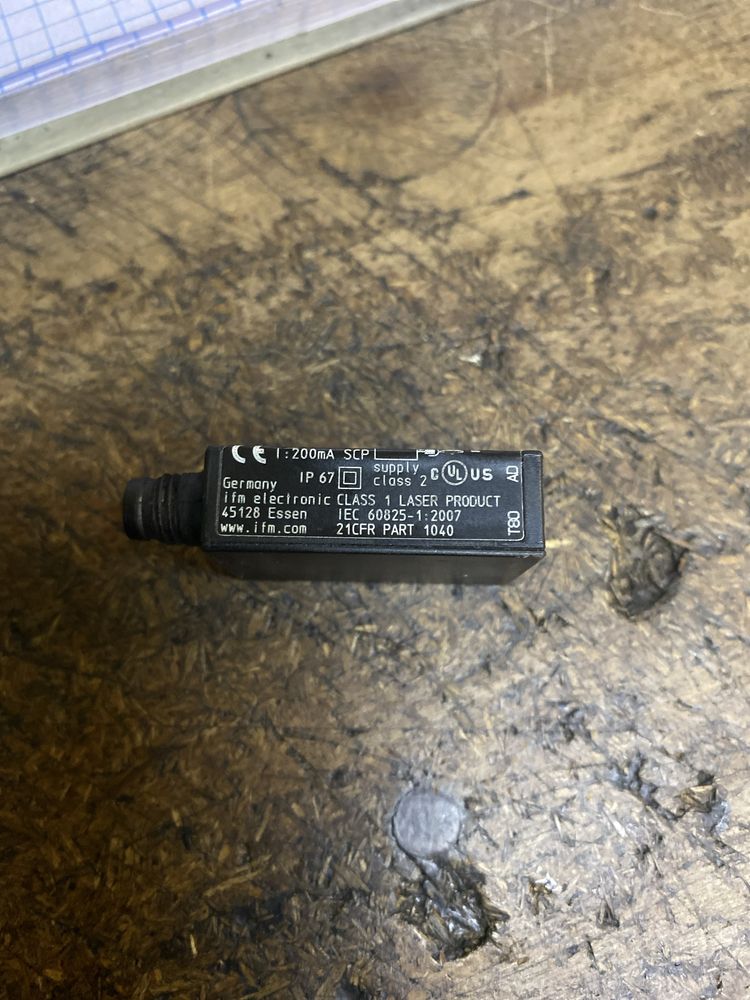 CE I:200mA SCP
Germany IP 67 supply class 2 c UL us
ifm electronic CLASS 1 LASER PRODUCT
45128 Essen IEC 60825-1:2007
www.ifm.com 21CFR PART 1040
T80 AD